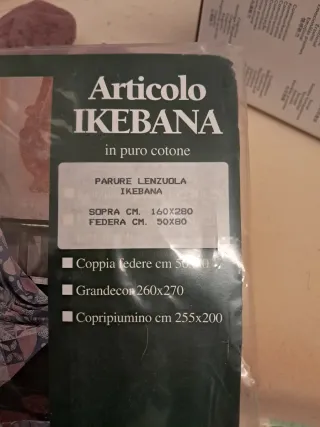 Articolo
IKEBANA
in puro cotone
PARURE LENZUOLA
IKEBANA
SOPRA CM. 160X280
FEDERA CM. 50X80
Coppia federe cm
Grandecor 260x270
Copripiumino cm 255x200